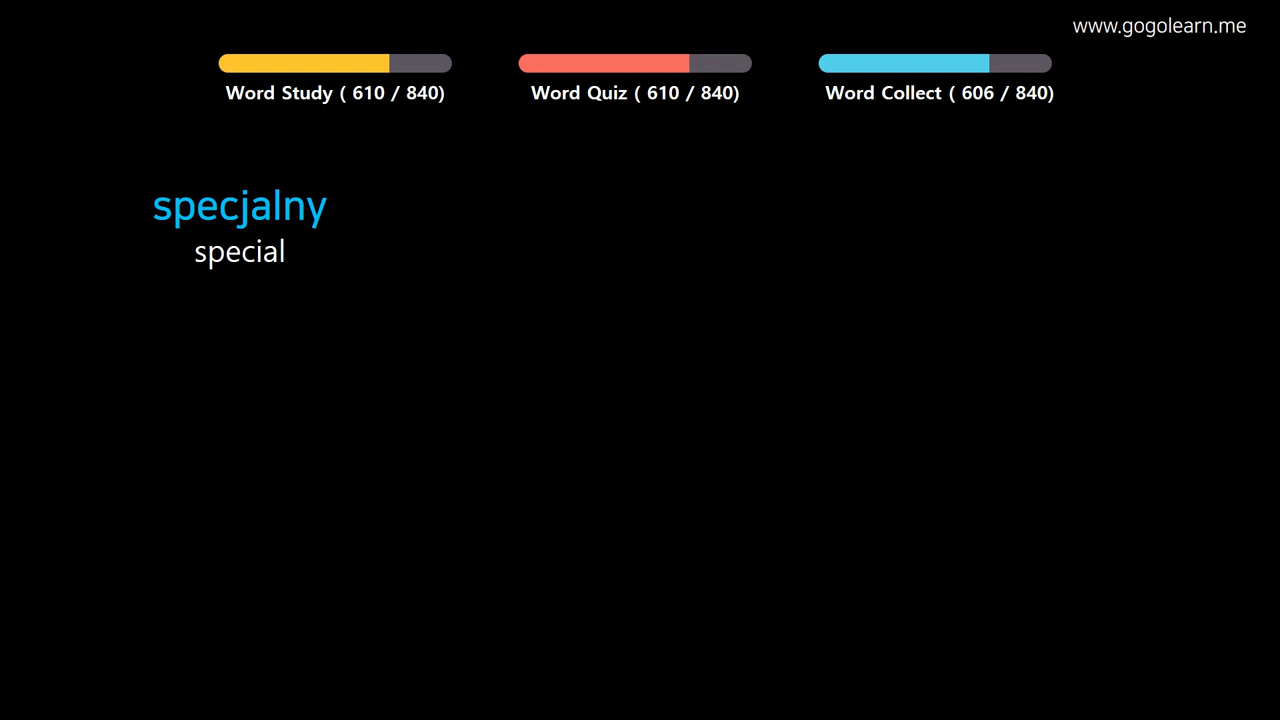 www.gogolearn.me
Word Study ( 610 / 840)
Word Quiz ( 610 / 840)
Word Collect ( 606 / 840)
specjalny
special